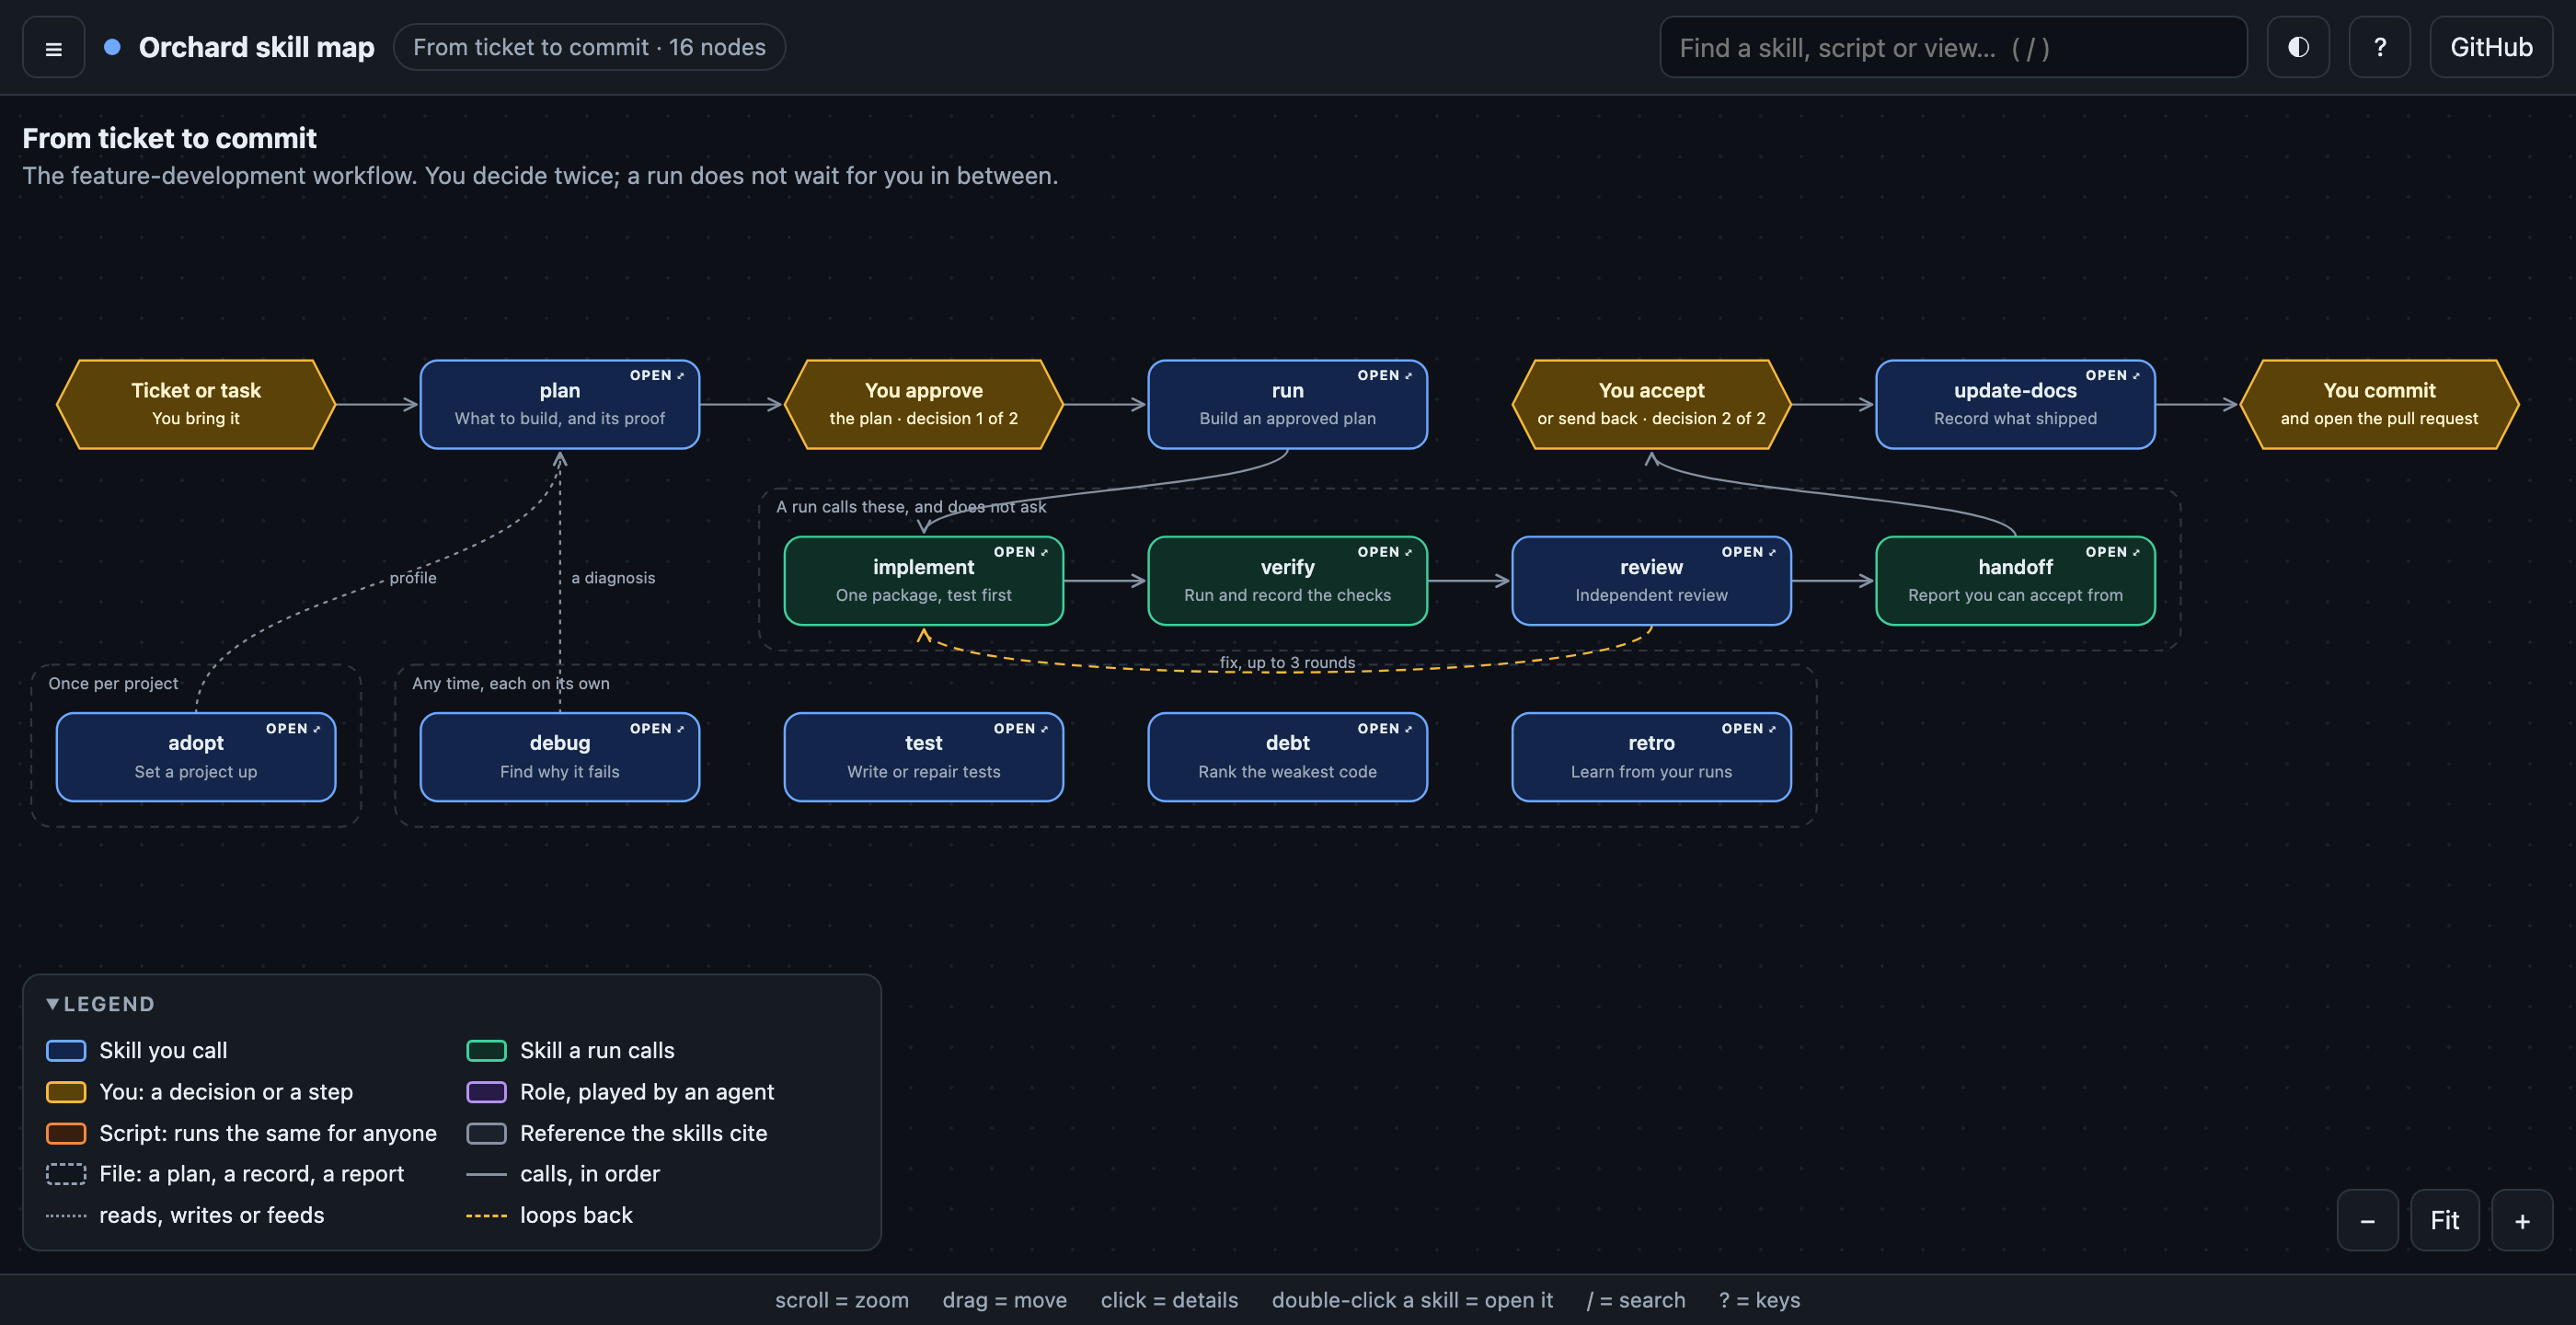 ≡
Orchard skill map
From ticket to commit · 16 nodes
Find a skill, script or view... ( / )
?
GitHub
From ticket to commit
The feature-development workflow. You decide twice; a run does not wait for you in between.
Ticket or task
You bring it
OPEN ⤢
plan
What to build, and its proof
You approve
the plan · decision 1 of 2
OPEN ⤢
run
Build an approved plan
You accept
or send back · decision 2 of 2
OPEN ⤢
update-docs
Record what shipped
You commit
and open the pull request
A run calls these, and does not ask
OPEN ⤢
implement
One package, test first
OPEN ⤢
verify
Run and record the checks
OPEN ⤢
review
Independent review
OPEN ⤢
handoff
Report you can accept from
profile
a diagnosis
fix, up to 3 rounds
Once per project
OPEN ⤢
adopt
Set a project up
Any time, each on its own
OPEN ⤢
debug
Find why it fails
OPEN ⤢
test
Write or repair tests
OPEN ⤢
debt
Rank the weakest code
OPEN ⤢
retro
Learn from your runs
▼LEGEND
Skill you call
Skill a run calls
You: a decision or a step
Role, played by an agent
Script: runs the same for anyone
Reference the skills cite
File: a plan, a record, a report
calls, in order
reads, writes or feeds
loops back
−
Fit
+
scroll = zoom
drag = move
click = details
double-click a skill = open it
/ = search
? = keys